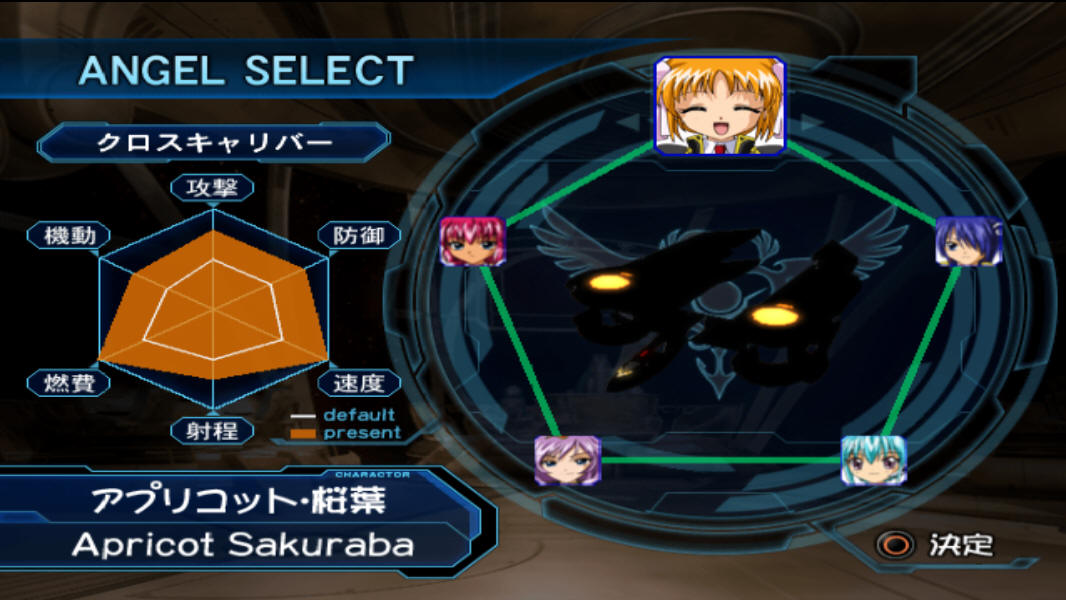 ANGEL SELECT
クロスキャリバー
攻撃
機動
防御
燃費
速度
射程
default
present
CHARACTOR
アプリコット・桜葉
Apricot Sakuraba
決定